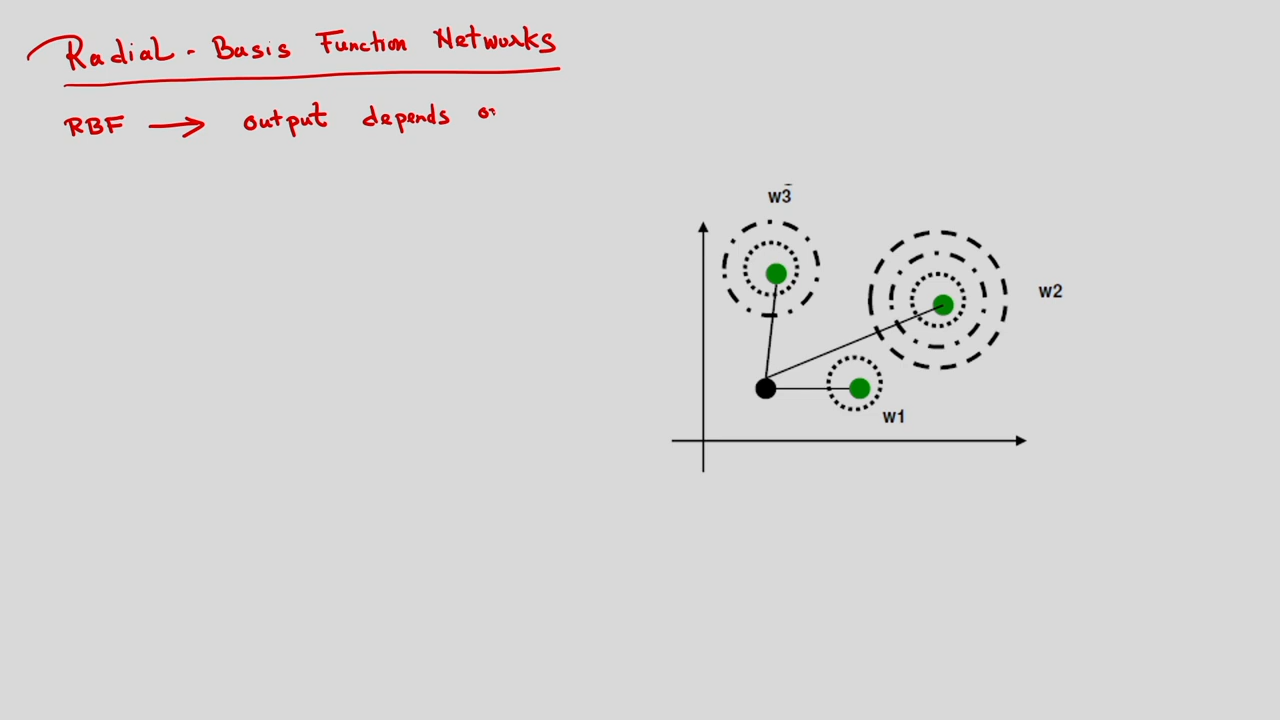 Radial - Basis Function Networks
RBF → output depends
w3
w2
w1